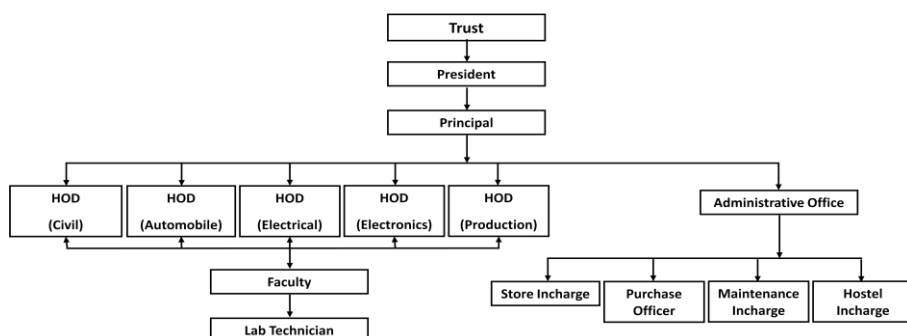 Trust
President
Principal
HOD
(Civil)
HOD
(Automobile)
HOD
(Electrical)
HOD
(Electronics)
HOD
(Production)
Administrative Office
Faculty
Lab Technician
Store Incharge
Purchase
Officer
Maintenance
Incharge
Hostel
Incharge